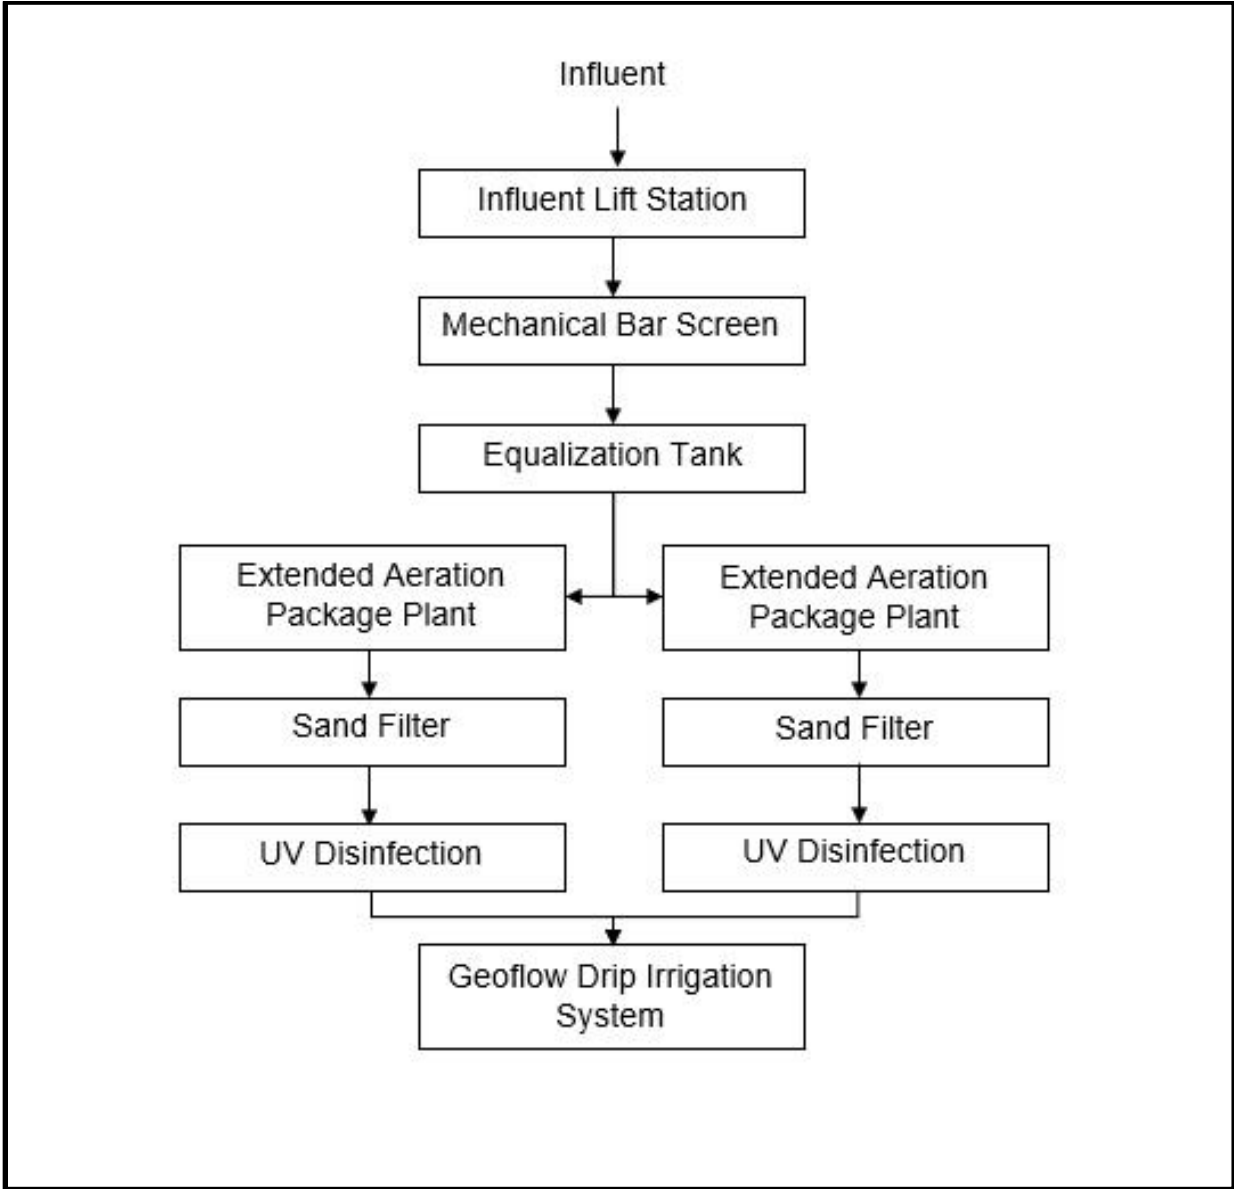 Influent
Influent Lift Station
Mechanical Bar Screen
Equalization Tank
Extended Aeration
Package Plant
Extended Aeration
Package Plant
Sand Filter
Sand Filter
UV Disinfection
UV Disinfection
Geoflow Drip Irrigation
System